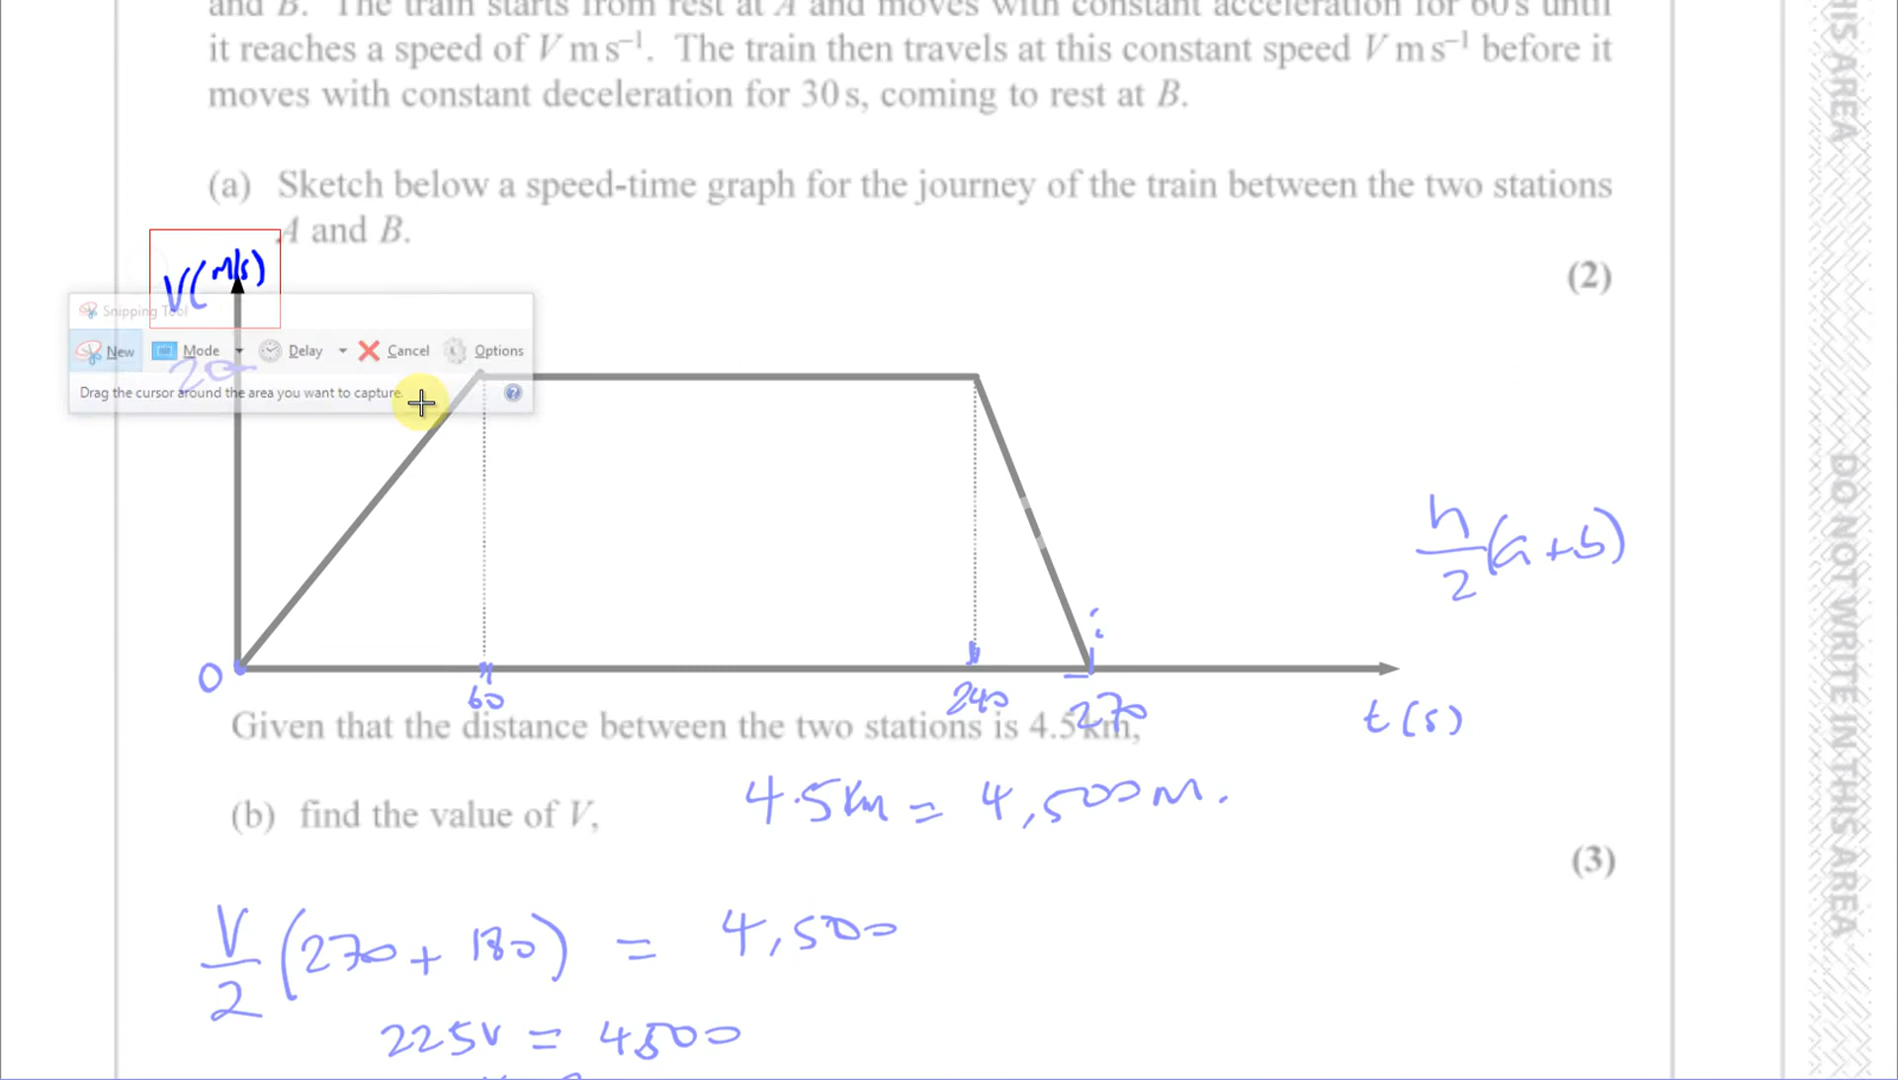 and B. The train starts from rest at A and moves with constant acceleration for 60 s until
it reaches a speed of V m s⁻¹. The train then travels at this constant speed V m s⁻¹ before it
moves with constant deceleration for 30 s, coming to rest at B.
(a) Sketch below a speed-time graph for the journey of the train between the two stations
A and B.
(2)
V(m/s)
Snipping Tool
New Mode Delay Cancel Options
20
Drag the cursor around the area you want to capture.
h/2 (a+b)
0
60
240
270
t(s)
Given that the distance between the two stations is 4.5 km,
4.5km = 4,500m.
(b) find the value of V,
(3)
V/2 (270 + 180) = 4,500
225V = 4500
HIS AREA
DO NOT WRITE IN THIS AREA